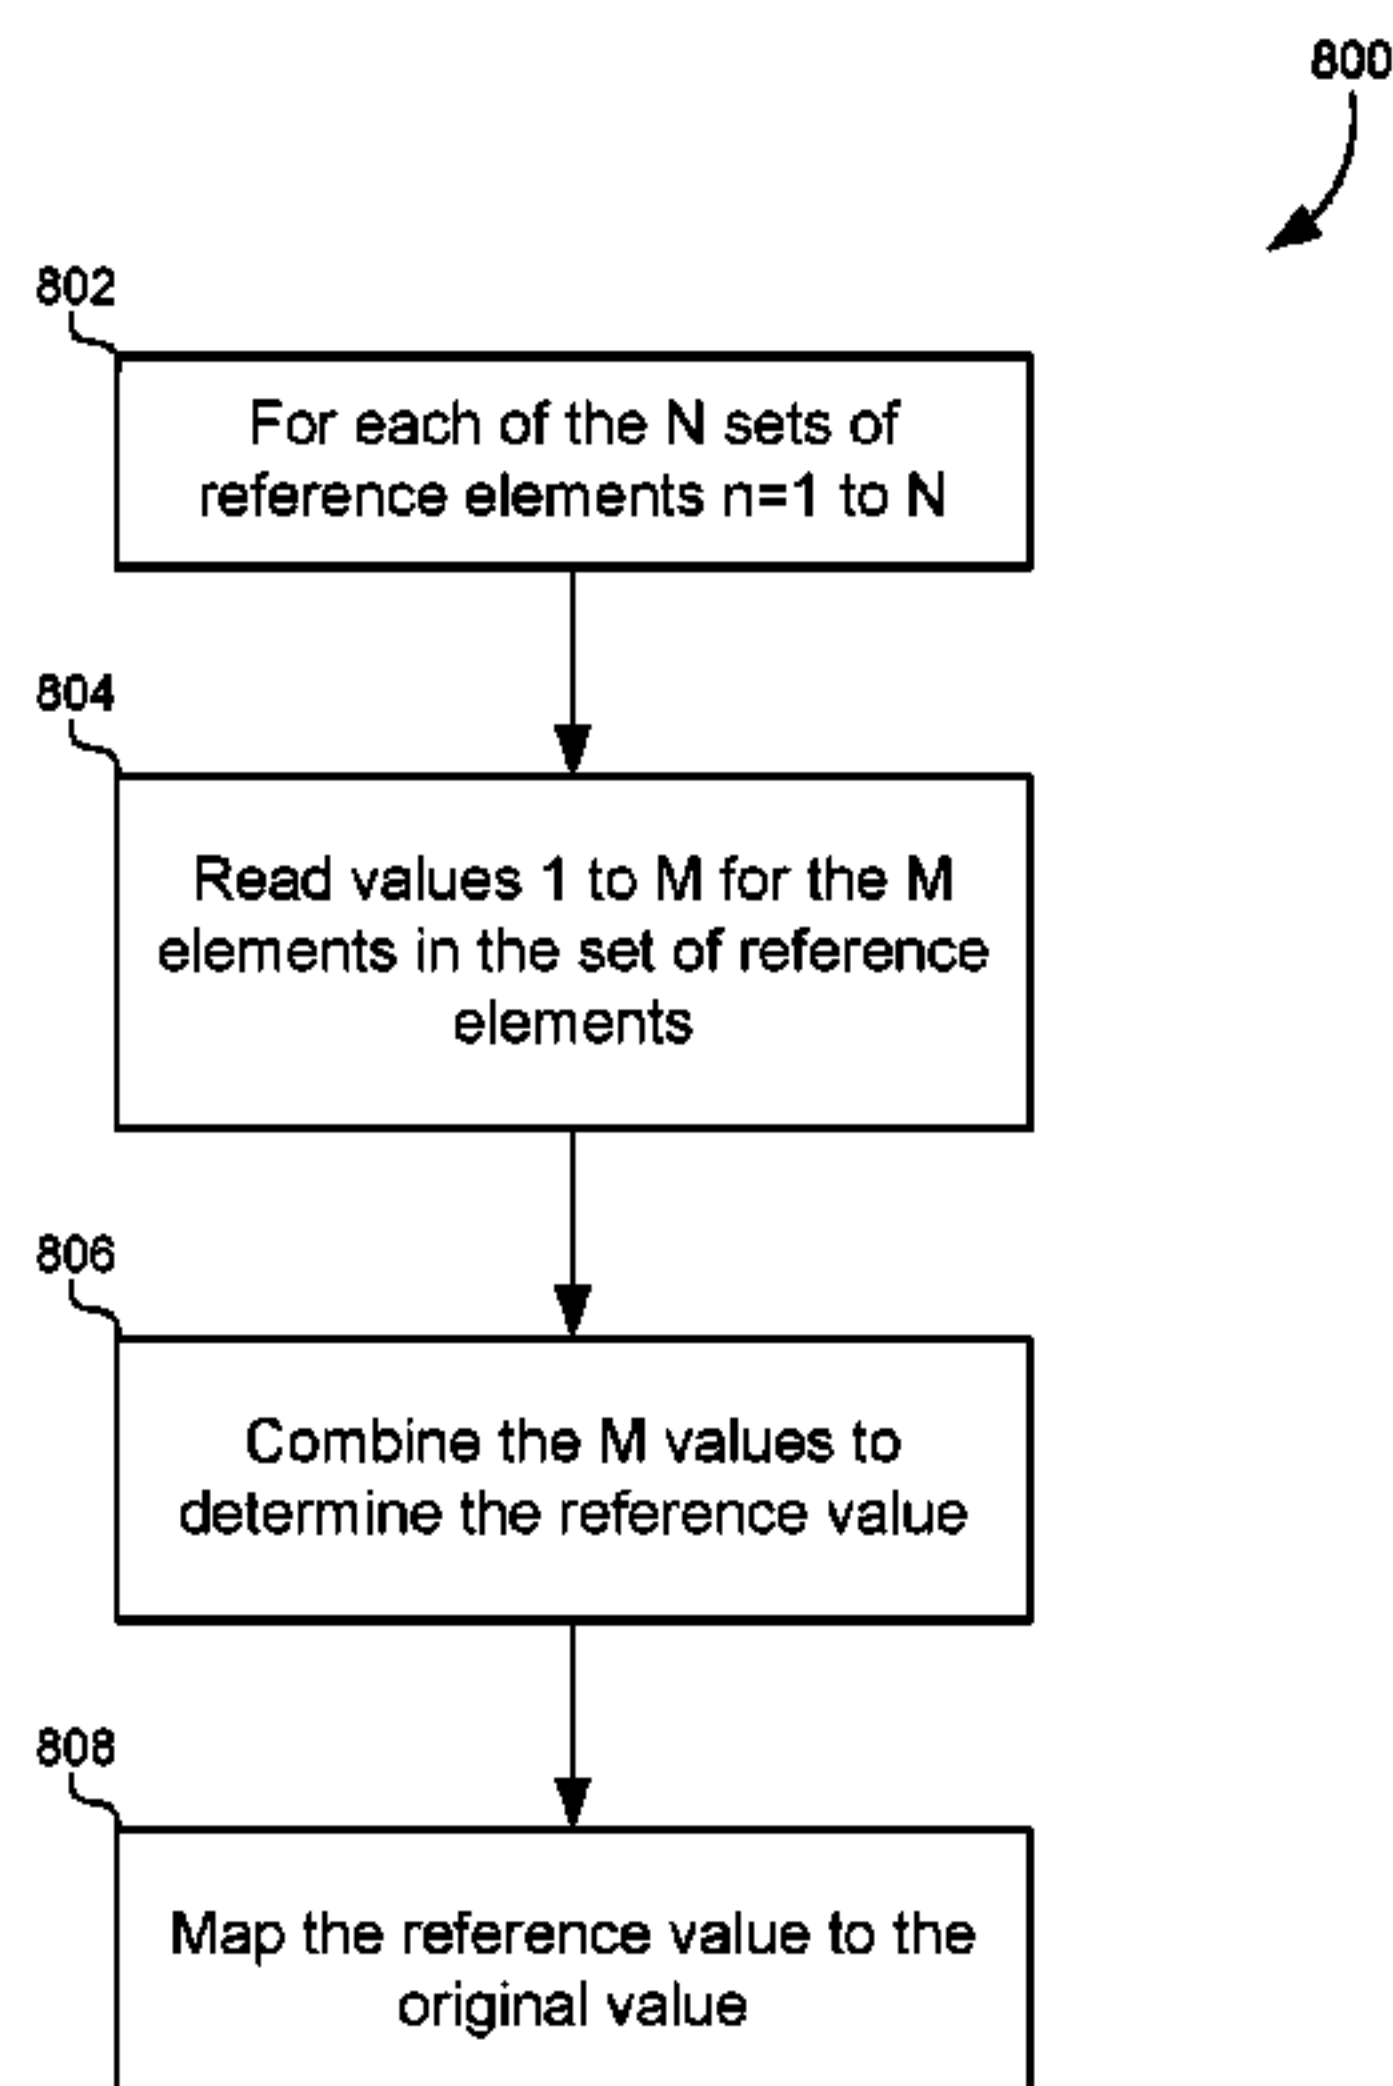 800
802
For each of the N sets of
reference elements n=1 to N
804
Read values 1 to M for the M
elements in the set of reference
elements
806
Combine the M values to
determine the reference value
808
Map the reference value to the
original value